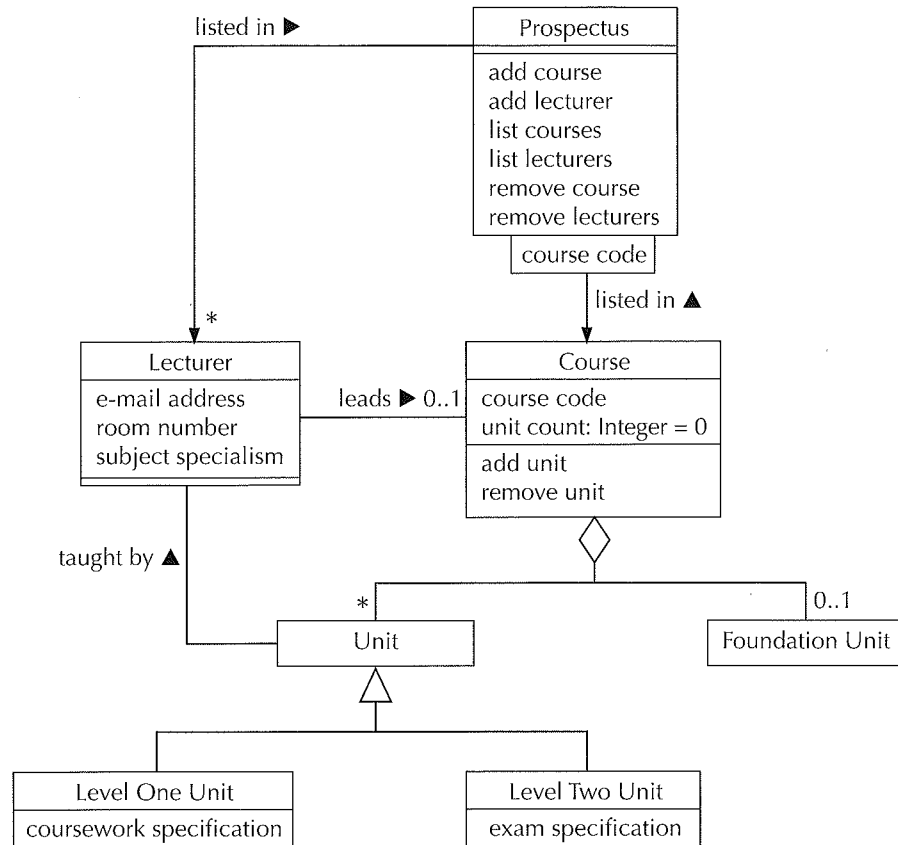 listed in ▶
Prospectus
add course
add lecturer
list courses
list lecturers
remove course
remove lecturers
course code
listed in ▲
*
Lecturer
e-mail address
room number
subject specialism
leads ▶ 0..1
Course
course code
unit count: Integer = 0
add unit
remove unit
taught by ▲
*
0..1
Unit
Foundation Unit
Level One Unit
coursework specification
Level Two Unit
exam specification